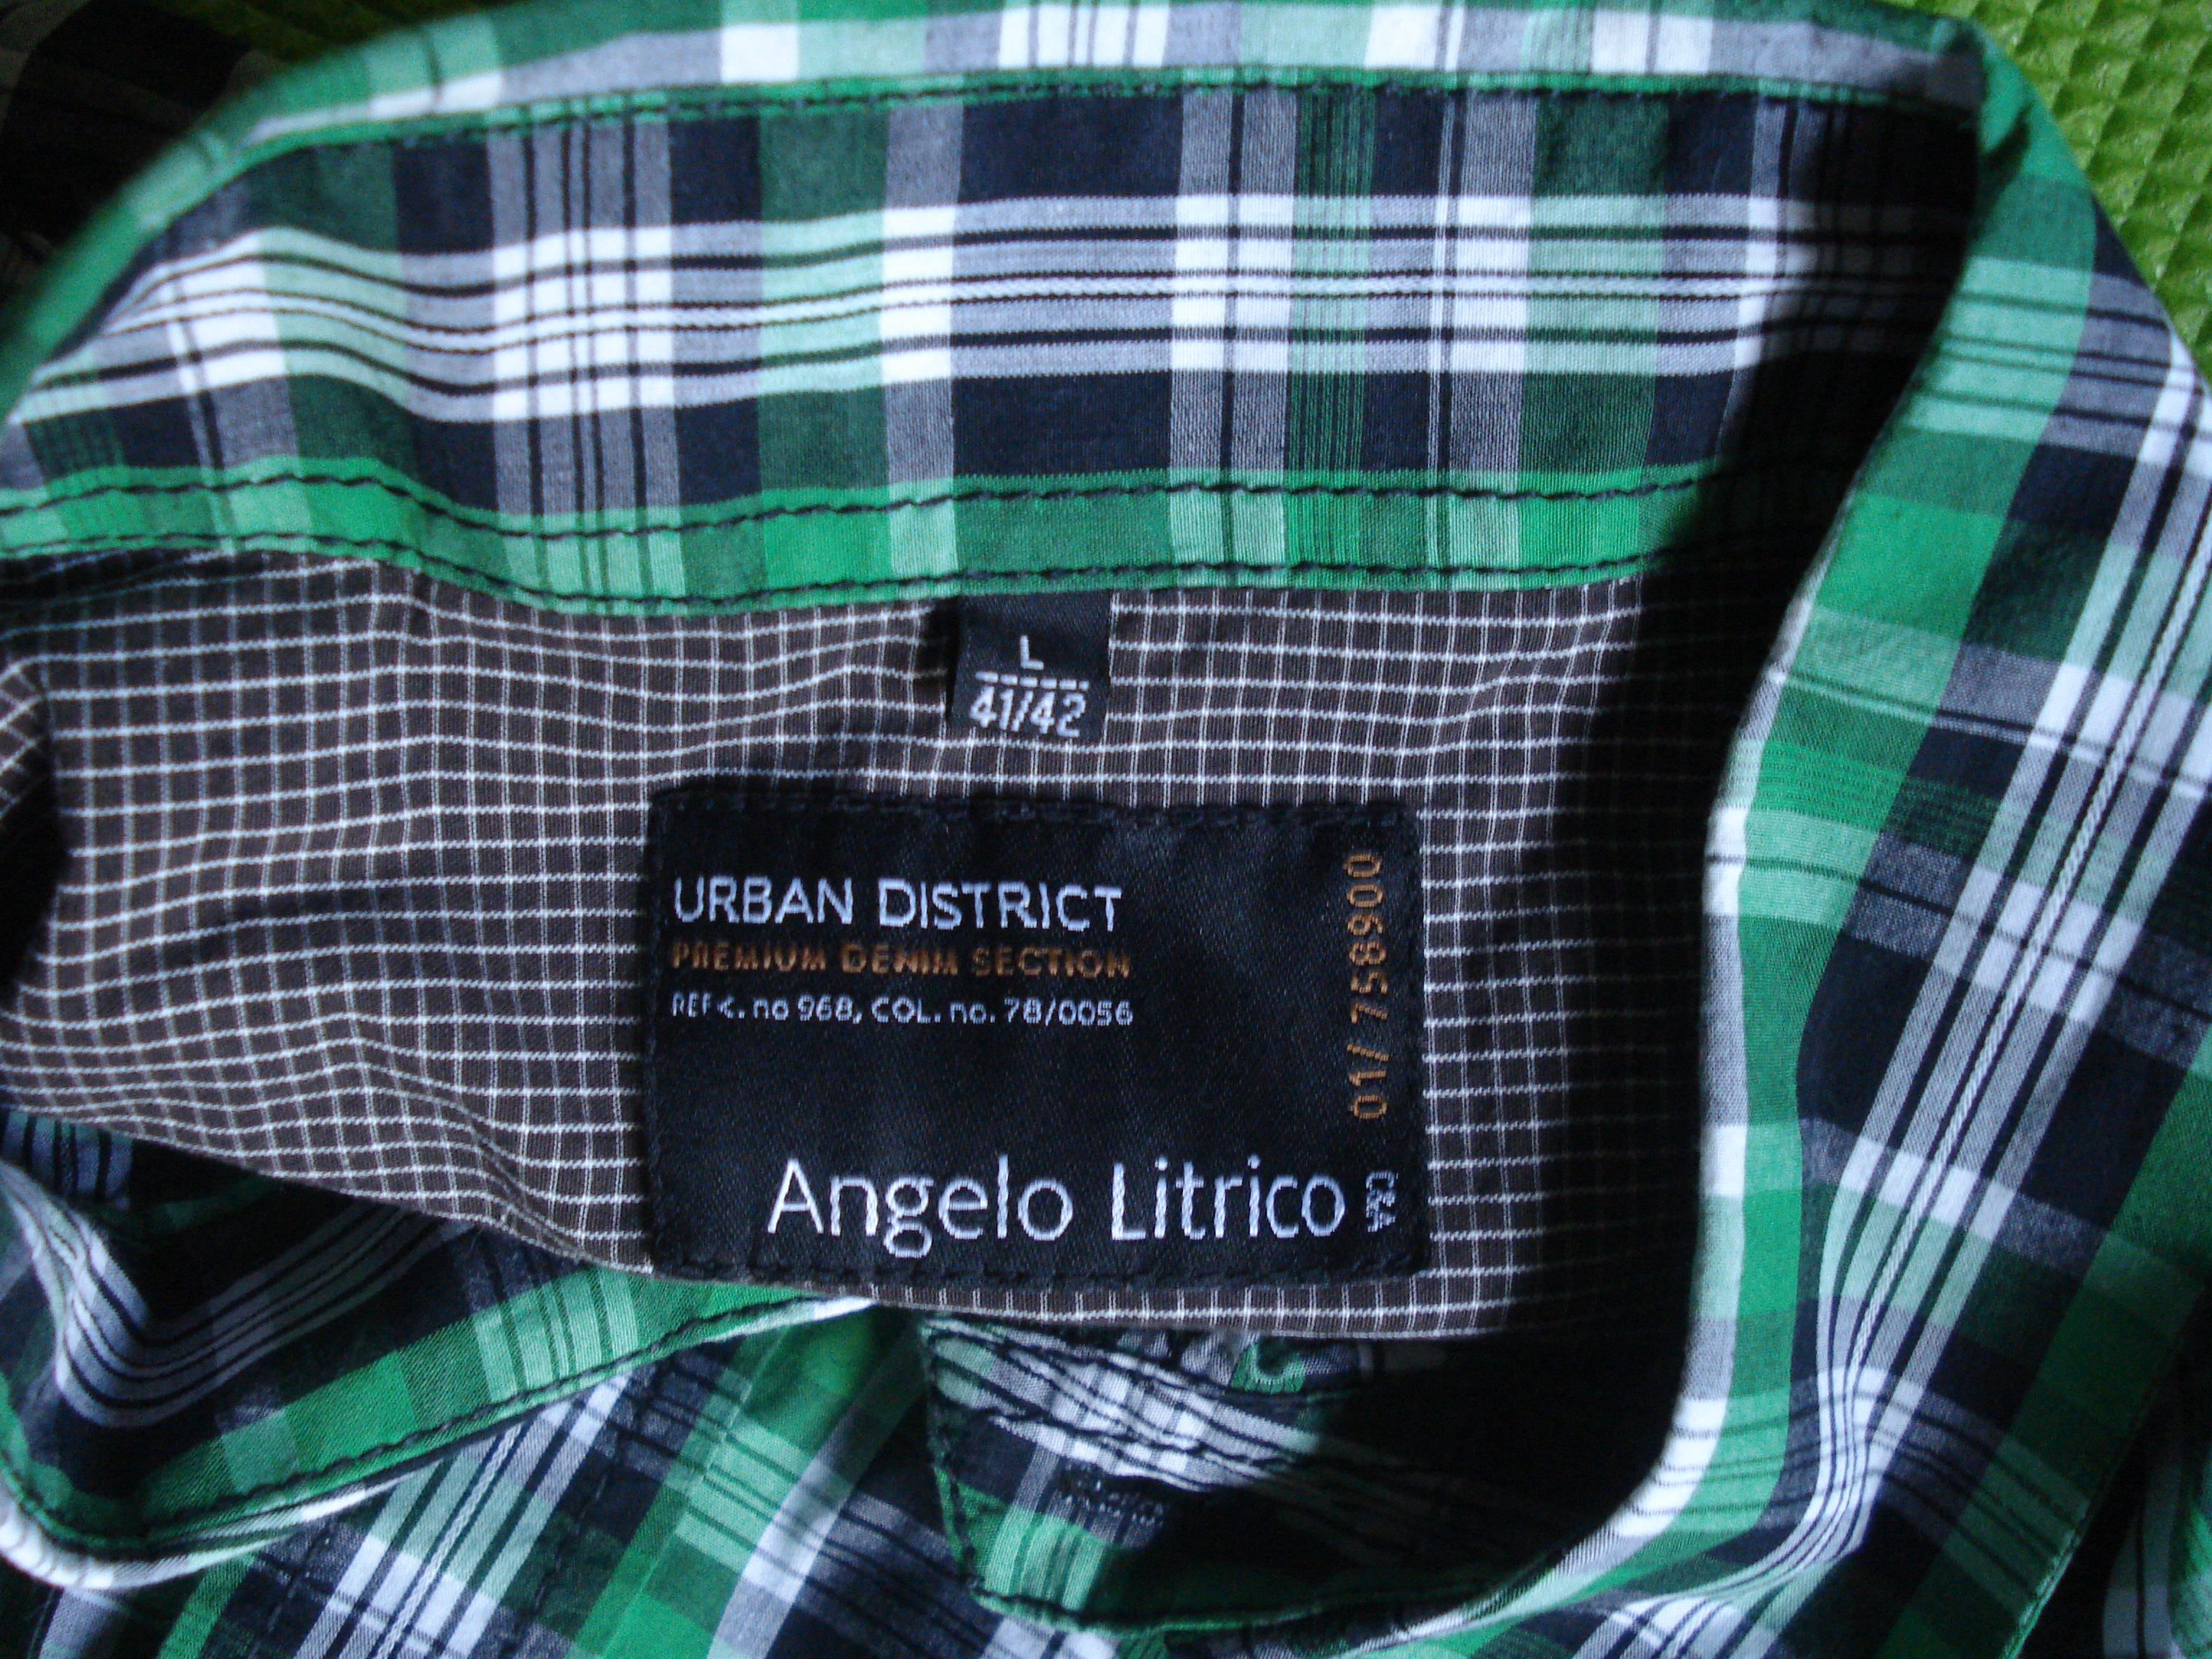 L
41/42
URBAN DISTRICT
PREMIUM DENIM SECTION
REF<. no 968, COL. no. 78/0056
01/758900
Angelo Litrico
C&A